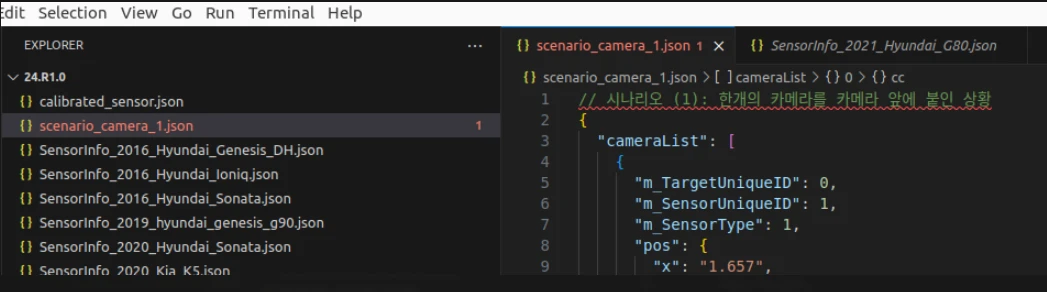 Edit Selection View Go Run Terminal Help
EXPLORER ...
24.R1.0
{} calibrated_sensor.json
{} scenario_camera_1.json 1
{} SensorInfo_2016_Hyundai_Genesis_DH.json
{} SensorInfo_2016_Hyundai_Ioniq.json
{} SensorInfo_2016_Hyundai_Sonata.json
{} SensorInfo_2019_hyundai_genesis_g90.json
{} SensorInfo_2020_Hyundai_Sonata.json
{} SensorInfo_2020_Kia_K5.json
{} scenario_camera_1.json 1 × {} SensorInfo_2021_Hyundai_G80.json
{} scenario_camera_1.json > [ ] cameraList > {} 0 > {} cc
1 // 시나리오 (1): 한개의 카메라를 카메라 앞에 붙인 상황
2 {
3 "cameraList": [
4 {
5 "m_TargetUniqueID": 0,
6 "m_SensorUniqueID": 1,
7 "m_SensorType": 1,
8 "pos": {
9 "x": "1.657",